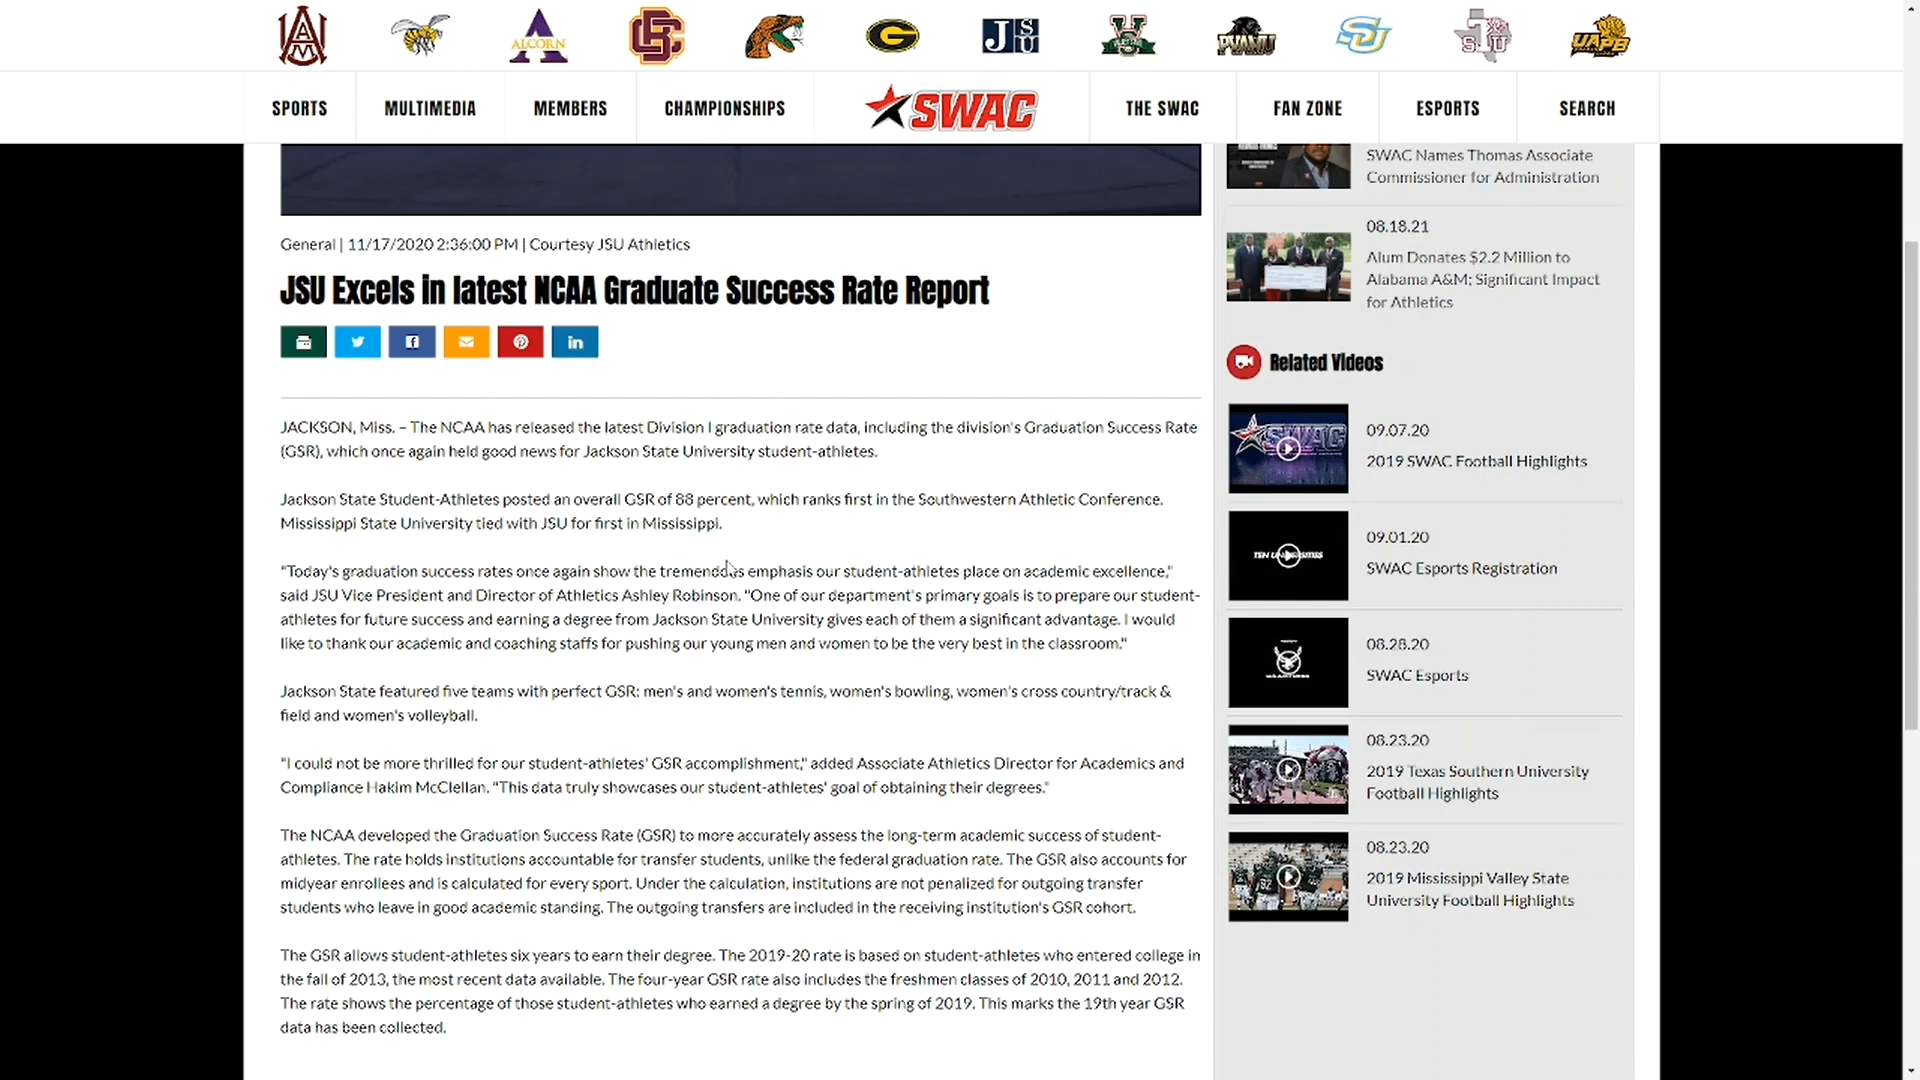 ALCORN
BC
G
J SU
V
PVAMU
SU
TSU
UAPB
SPORTS
MULTIMEDIA
MEMBERS
CHAMPIONSHIPS
SWAC
THE SWAC
FAN ZONE
ESPORTS
SEARCH
General | 11/17/2020 2:36:00 PM | Courtesy JSU Athletics
JSU Excels in latest NCAA Graduate Success Rate Report
JACKSON, Miss. – The NCAA has released the latest Division I graduation rate data, including the division's Graduation Success Rate
(GSR), which once again held good news for Jackson State University student-athletes.
Jackson State Student-Athletes posted an overall GSR of 88 percent, which ranks first in the Southwestern Athletic Conference.
Mississippi State University tied with JSU for first in Mississippi.
"Today's graduation success rates once again show the tremendous emphasis our student-athletes place on academic excellence,"
said JSU Vice President and Director of Athletics Ashley Robinson. "One of our department's primary goals is to prepare our student-
athletes for future success and earning a degree from Jackson State University gives each of them a significant advantage. I would
like to thank our academic and coaching staffs for pushing our young men and women to be the very best in the classroom."
Jackson State featured five teams with perfect GSR: men's and women's tennis, women's bowling, women's cross country/track &
field and women's volleyball.
"I could not be more thrilled for our student-athletes' GSR accomplishment," added Associate Athletics Director for Academics and
Compliance Hakim McClellan. "This data truly showcases our student-athletes' goal of obtaining their degrees."
The NCAA developed the Graduation Success Rate (GSR) to more accurately assess the long-term academic success of student-
athletes. The rate holds institutions accountable for transfer students, unlike the federal graduation rate. The GSR also accounts for
midyear enrollees and is calculated for every sport. Under the calculation, institutions are not penalized for outgoing transfer
students who leave in good academic standing. The outgoing transfers are included in the receiving institution's GSR cohort.
The GSR allows student-athletes six years to earn their degree. The 2019-20 rate is based on student-athletes who entered college in
the fall of 2013, the most recent data available. The four-year GSR rate also includes the freshmen classes of 2010, 2011 and 2012.
The rate shows the percentage of those student-athletes who earned a degree by the spring of 2019. This marks the 19th year GSR
data has been collected.
SWAC Names Thomas Associate
Commissioner for Administration
08.18.21
Alum Donates $2.2 Million to
Alabama A&M; Significant Impact
for Athletics
Related Videos
SWAC
09.07.20
2019 SWAC Football Highlights
09.01.20
SWAC Esports Registration
08.28.20
SWAC Esports
08.23.20
2019 Texas Southern University
Football Highlights
08.23.20
2019 Mississippi Valley State
University Football Highlights